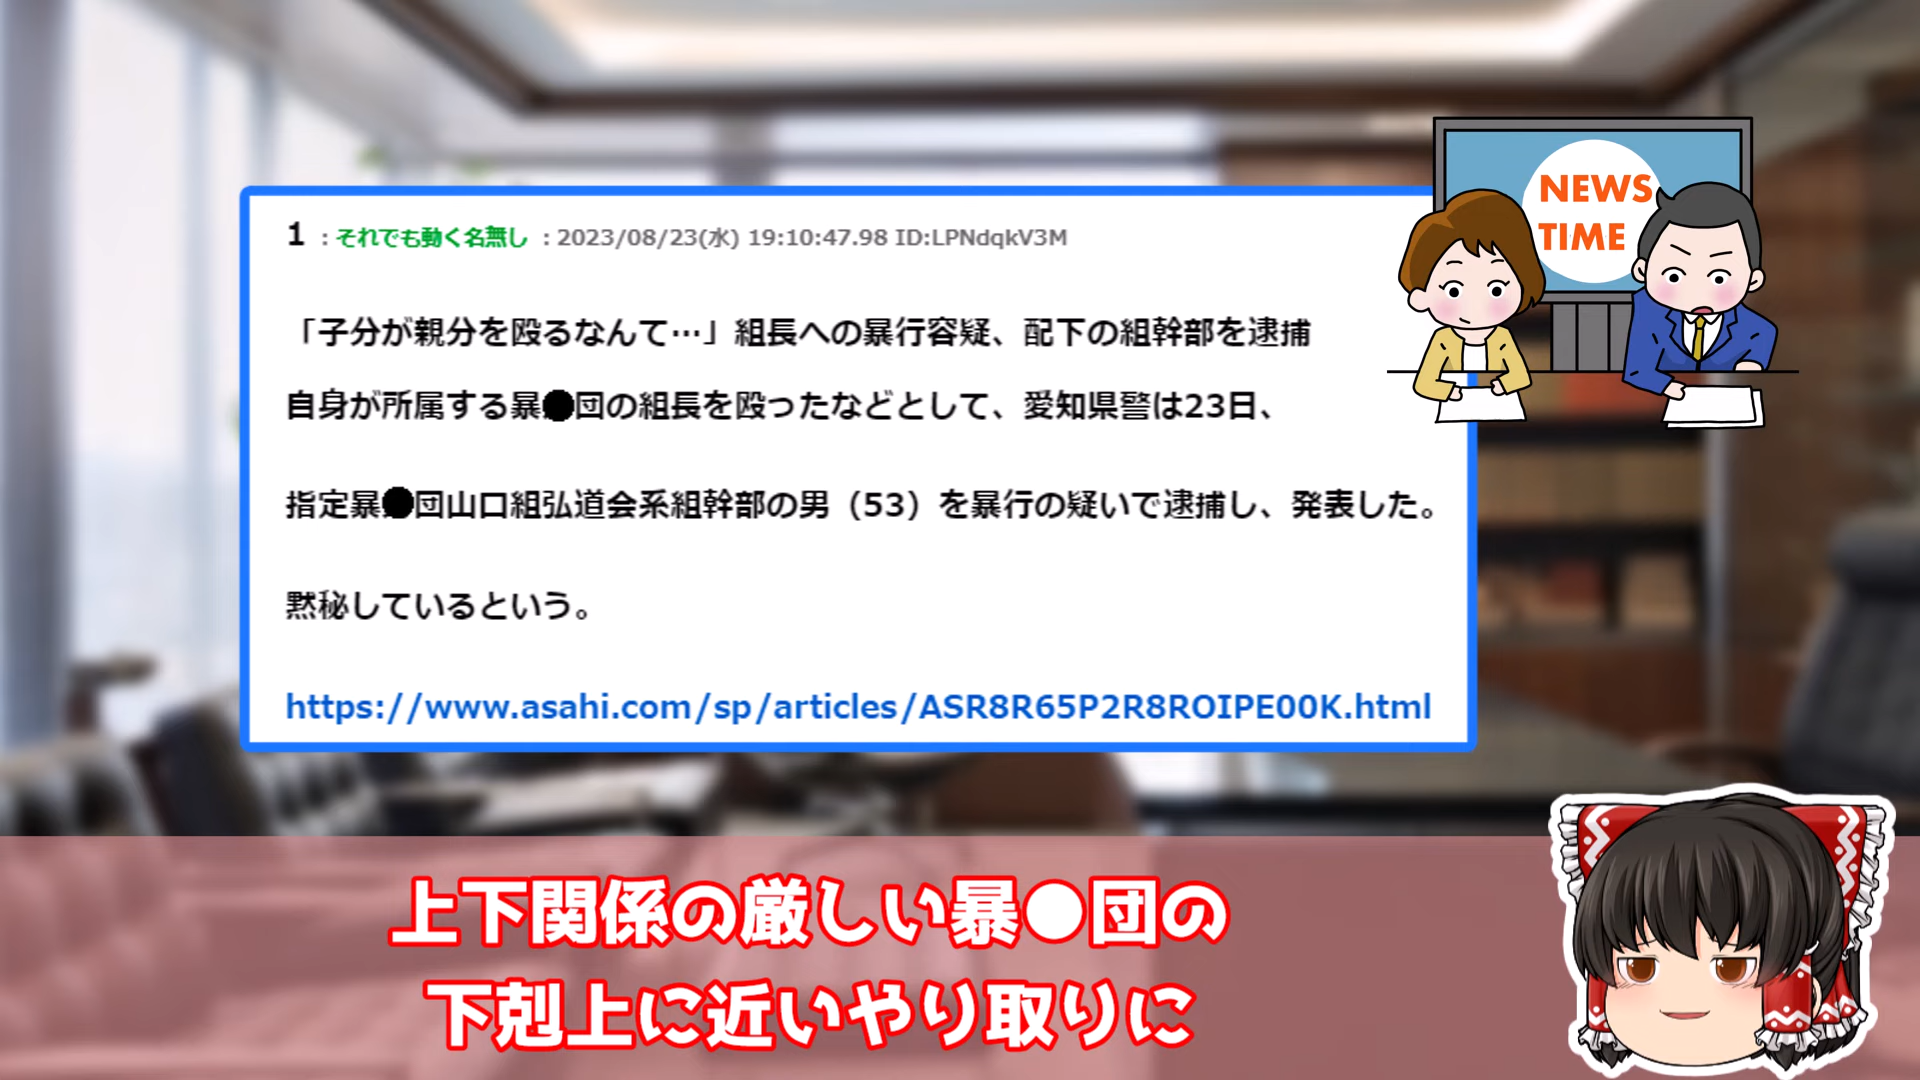 NEWS
TIME
1 ：それでも動く名無し ：2023/08/23(水) 19:10:47.98 ID:LPNdqkV3M
「子分が親分を殴るなんて…」組長への暴行容疑、配下の組幹部を逮捕
自身が所属する暴●団の組長を殴ったなどとして、愛知県警は23日、
指定暴●団山口組弘道会系組幹部の男（53）を暴行の疑いで逮捕し、発表した。
黙秘しているという。
https://www.asahi.com/sp/articles/ASR8R65P2R8ROIPE00K.html
上下関係の厳しい暴●団の
下剋上に近いやり取りに